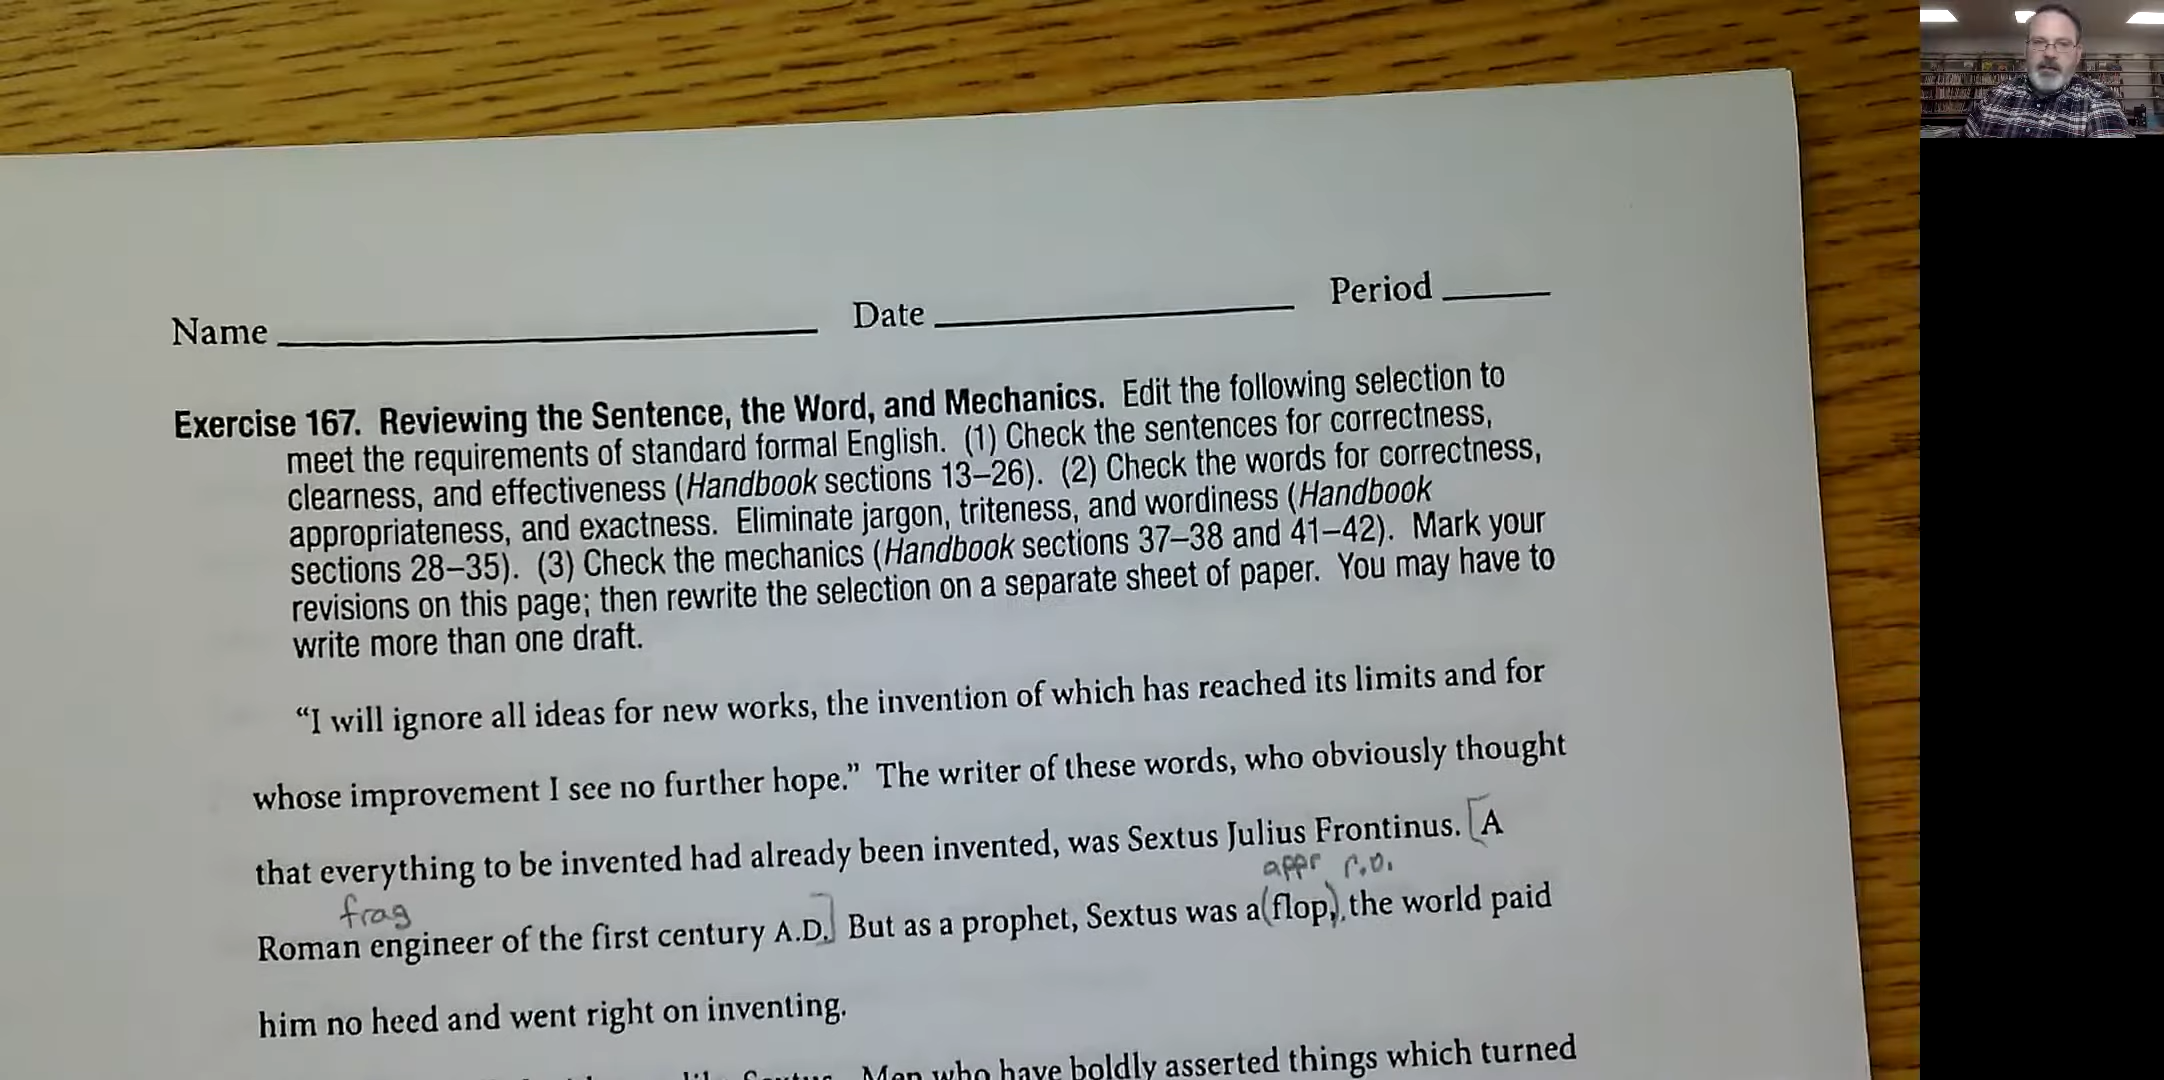 Name Date Period
Exercise 167. Reviewing the Sentence, the Word, and Mechanics. Edit the following selection to
meet the requirements of standard formal English. (1) Check the sentences for correctness,
clearness, and effectiveness (Handbook sections 13–26). (2) Check the words for correctness,
appropriateness, and exactness. Eliminate jargon, triteness, and wordiness (Handbook
sections 28–35). (3) Check the mechanics (Handbook sections 37–38 and 41–42). Mark your
revisions on this page; then rewrite the selection on a separate sheet of paper. You may have to
write more than one draft.
“I will ignore all ideas for new works, the invention of which has reached its limits and for
whose improvement I see no further hope.” The writer of these words, who obviously thought
that everything to be invented had already been invented, was Sextus Julius Frontinus. [A
appr r.o.
frag
Roman engineer of the first century A.D.] But as a prophet, Sextus was a (flop,) the world paid
him no heed and went right on inventing.
Men who have boldly asserted things which turned